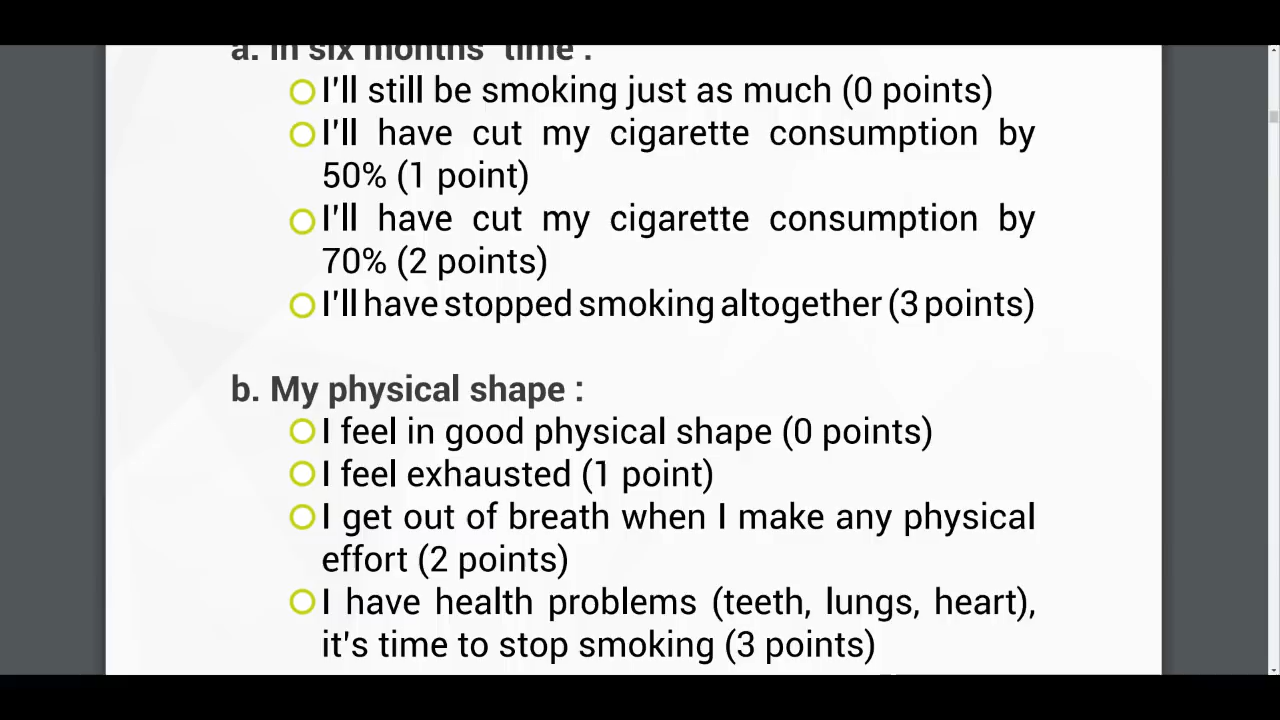 a. In six months' time :
I'll still be smoking just as much (0 points)
I'll have cut my cigarette consumption by
50% (1 point)
I'll have cut my cigarette consumption by
70% (2 points)
I'll have stopped smoking altogether (3 points)
b. My physical shape :
I feel in good physical shape (0 points)
I feel exhausted (1 point)
I get out of breath when I make any physical
effort (2 points)
I have health problems (teeth, lungs, heart),
it's time to stop smoking (3 points)